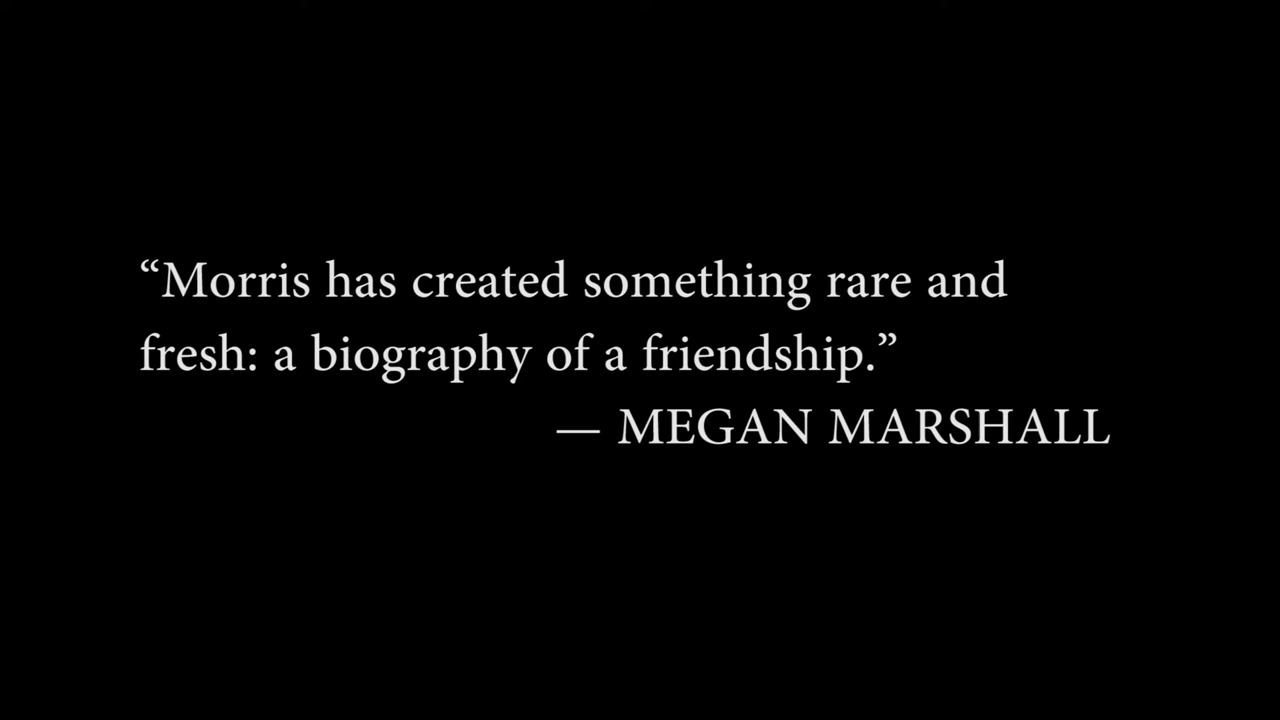 “Morris has created something rare and
fresh: a biography of a friendship.”
— MEGAN MARSHALL